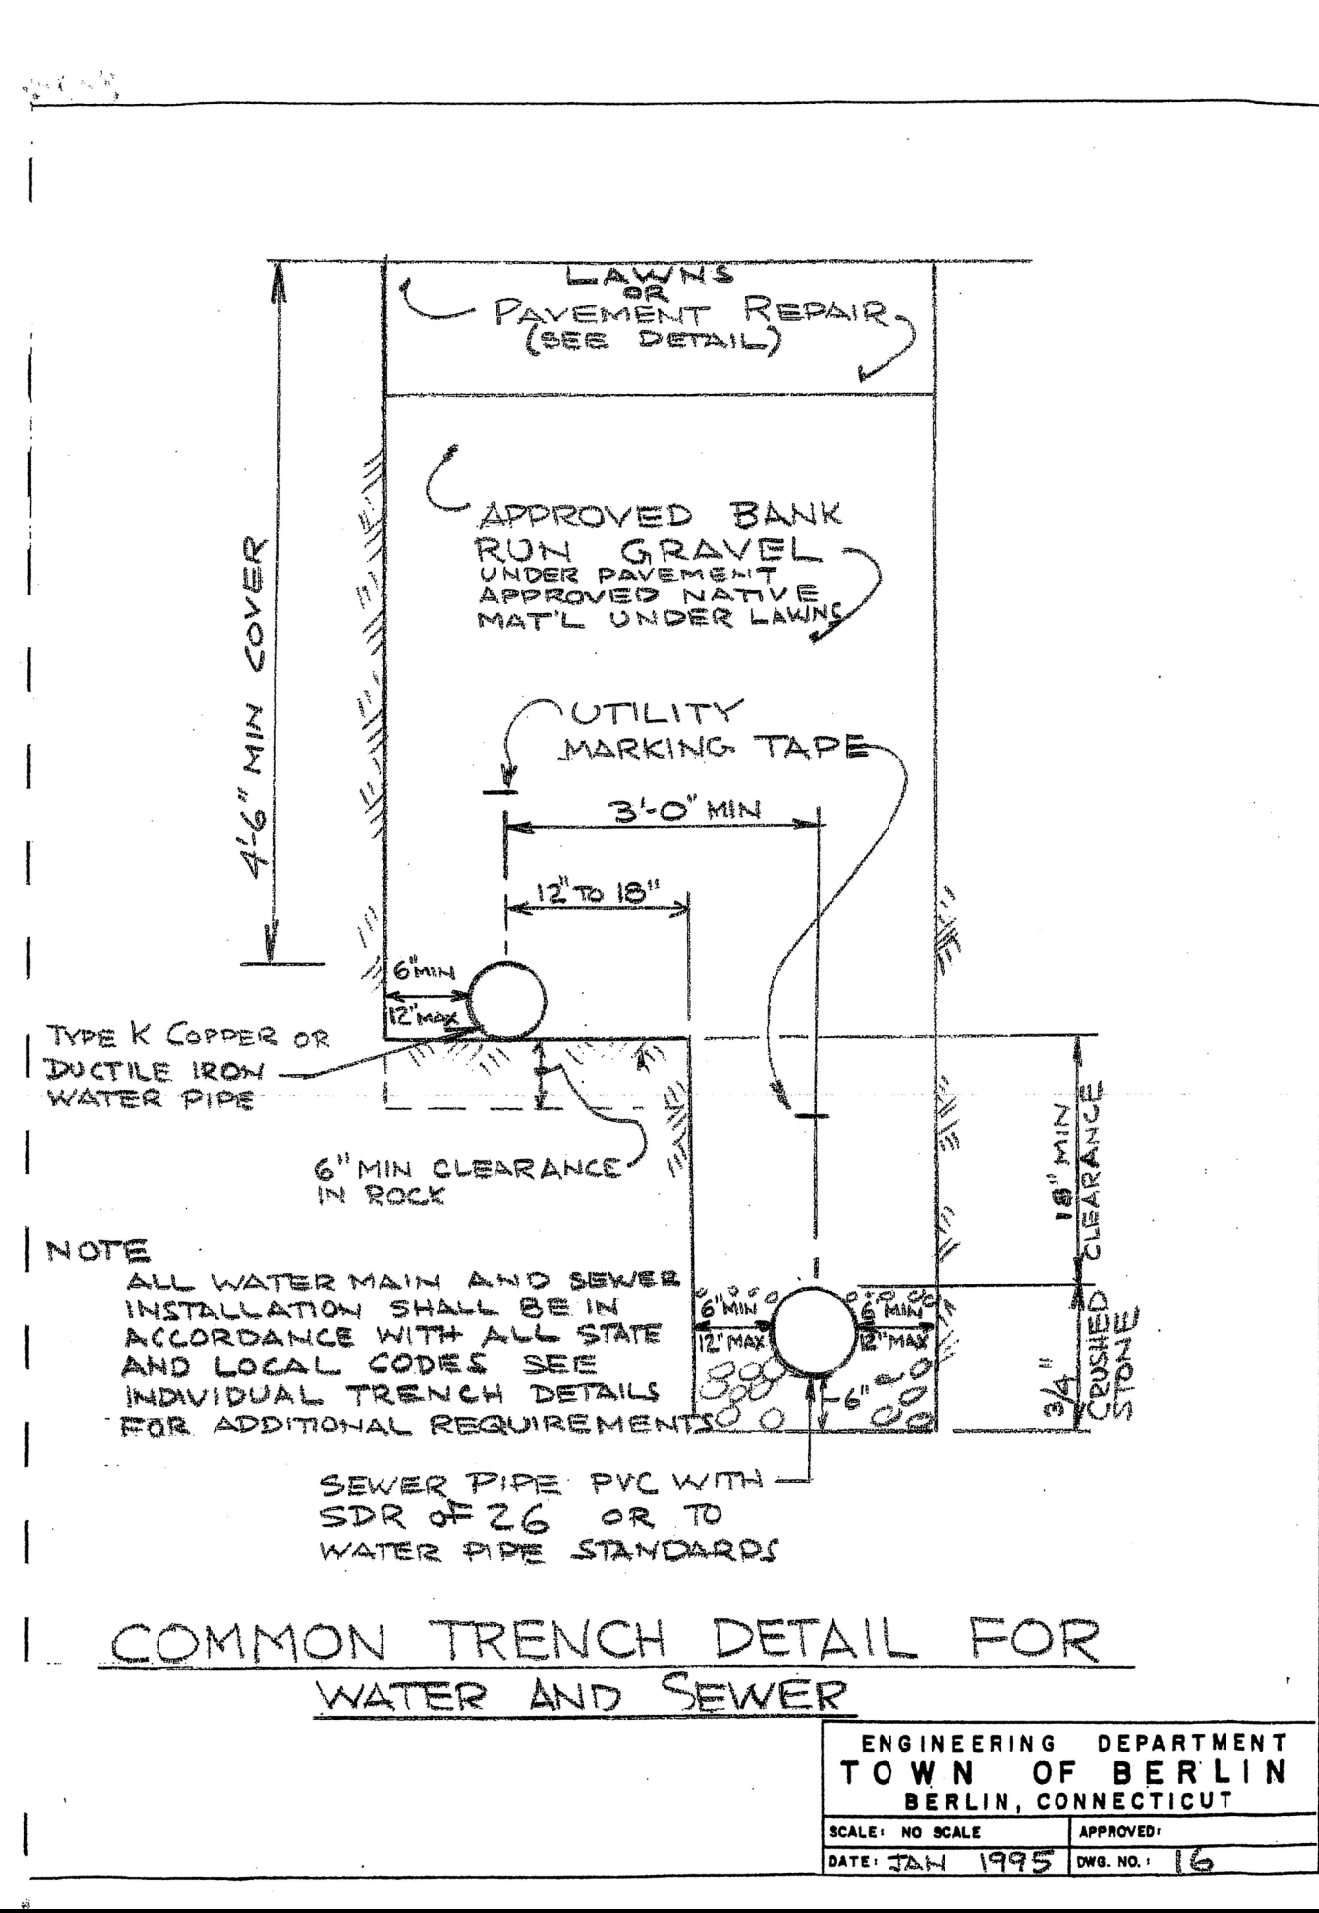 LAWNS
OR
PAVEMENT REPAIR
(SEE DETAIL)
APPROVED BANK
RUN GRAVEL
UNDER PAVEMENT
APPROVED NATIVE
MAT'L UNDER LAWNS
4'-6" MIN COVER
UTILITY
MARKING TAPE
3'-0" MIN
12" TO 18"
6" MIN
12" MAX
TYPE K COPPER OR
DUCTILE IRON
WATER PIPE
6" MIN CLEARANCE
IN ROCK
18" MIN
CLEARANCE
NOTE
ALL WATER MAIN AND SEWER
INSTALLATION SHALL BE IN
ACCORDANCE WITH ALL STATE
AND LOCAL CODES SEE
INDIVIDUAL TRENCH DETAILS
FOR ADDITIONAL REQUIREMENTS
6" MIN
12" MAX
6" MIN
12" MAX
6"
3/4"
CRUSHED
STONE
SEWER PIPE PVC WITH
SDR OF 26 OR TO
WATER PIPE STANDARDS
COMMON TRENCH DETAIL FOR
WATER AND SEWER
ENGINEERING DEPARTMENT
TOWN OF BERLIN
BERLIN, CONNECTICUT
SCALE: NO SCALE
APPROVED:
DATE: JAN 1995
DWG. NO.: 16